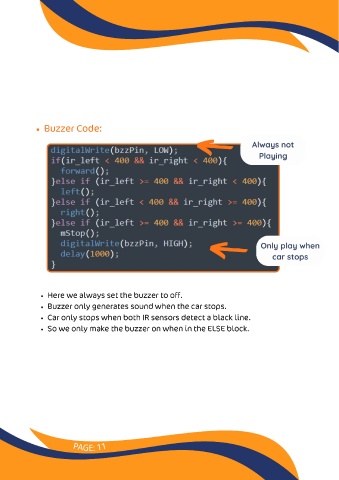 Buzzer Code:
digitalWrite(bzzPin, LOW);
if(ir_left < 400 && ir_right < 400){
forward();
}else if (ir_left >= 400 && ir_right < 400){
left();
}else if (ir_left < 400 && ir_right >= 400){
right();
}else if (ir_left >= 400 && ir_right >= 400){
mStop();
digitalWrite(bzzPin, HIGH);
delay(1000);
}
Always not
Playing
Only play when
car stops
Here we always set the buzzer to off.
Buzzer only generates sound when the car stops.
Car only stops when both IR sensors detect a black line.
So we only make the buzzer on when in the ELSE block.
PAGE: 11